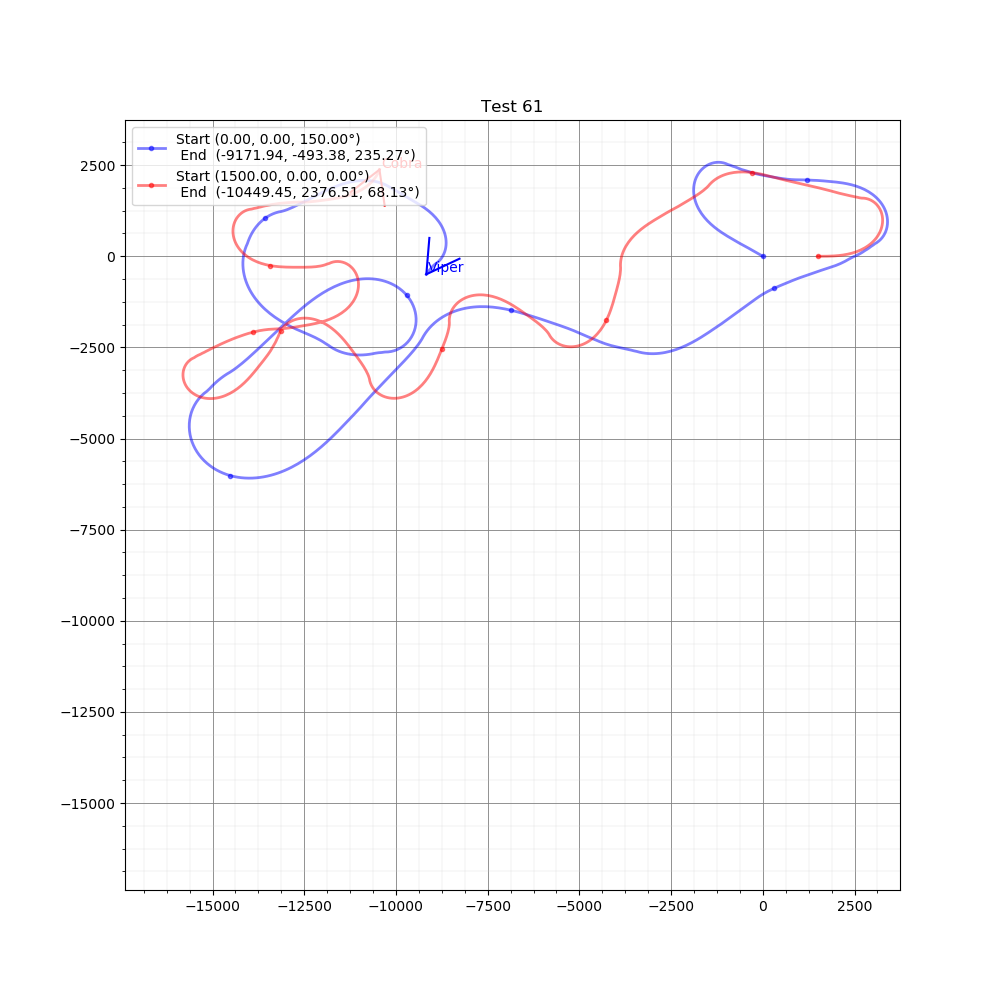 Test 61
Start (0.00, 0.00, 150.00°)
End  (-9171.94, -493.38, 235.27°)
Start (1500.00, 0.00, 0.00°)
End  (-10449.45, 2376.51, 68.13°)
Cobra
Viper
2500
0
−2500
−5000
−7500
−10000
−12500
−15000
−15000 −12500 −10000 −7500 −5000 −2500 0 2500